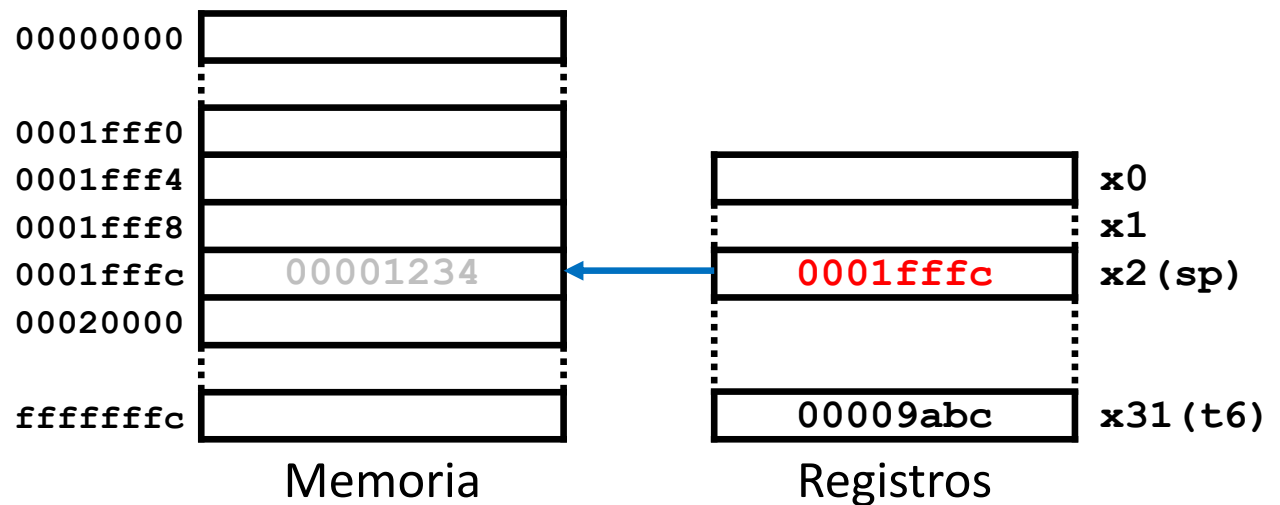 00000000
0001fff0
0001fff4 x0
0001fff8 x1
0001fffc 00001234 0001fffc x2(sp)
00020000
fffffffc 00009abc x31(t6)
Memoria Registros